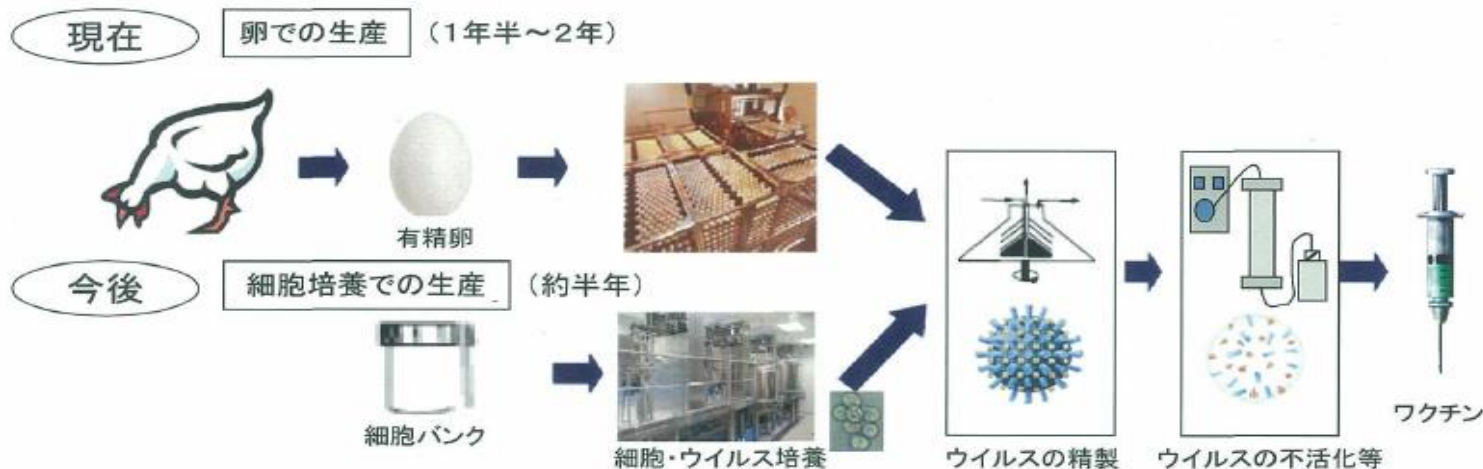 現在
卵での生産
(1年半～2年)
有精卵
今後
細胞培養での生産
(約半年)
細胞バンク
細胞・ウイルス培養
ウイルスの精製
ウイルスの不活化等
ワクチン